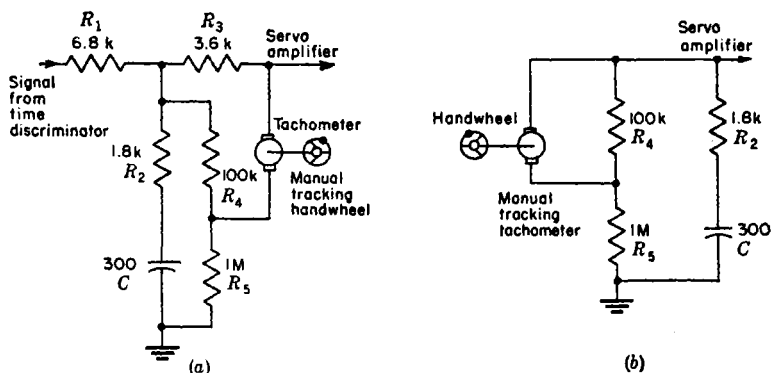 R1
6.8 k
R3
3.6 k
Servo
amplifier
Signal
from
time
discriminator
1.8k
R2
100k
R4
Tachometer
Manual
tracking
handwheel
300
C
1M
R5
(a)
Servo
amplifier
Handwheel
100k
R4
1.8k
R2
Manual
tracking
tachometer
1M
R5
300
C
(b)